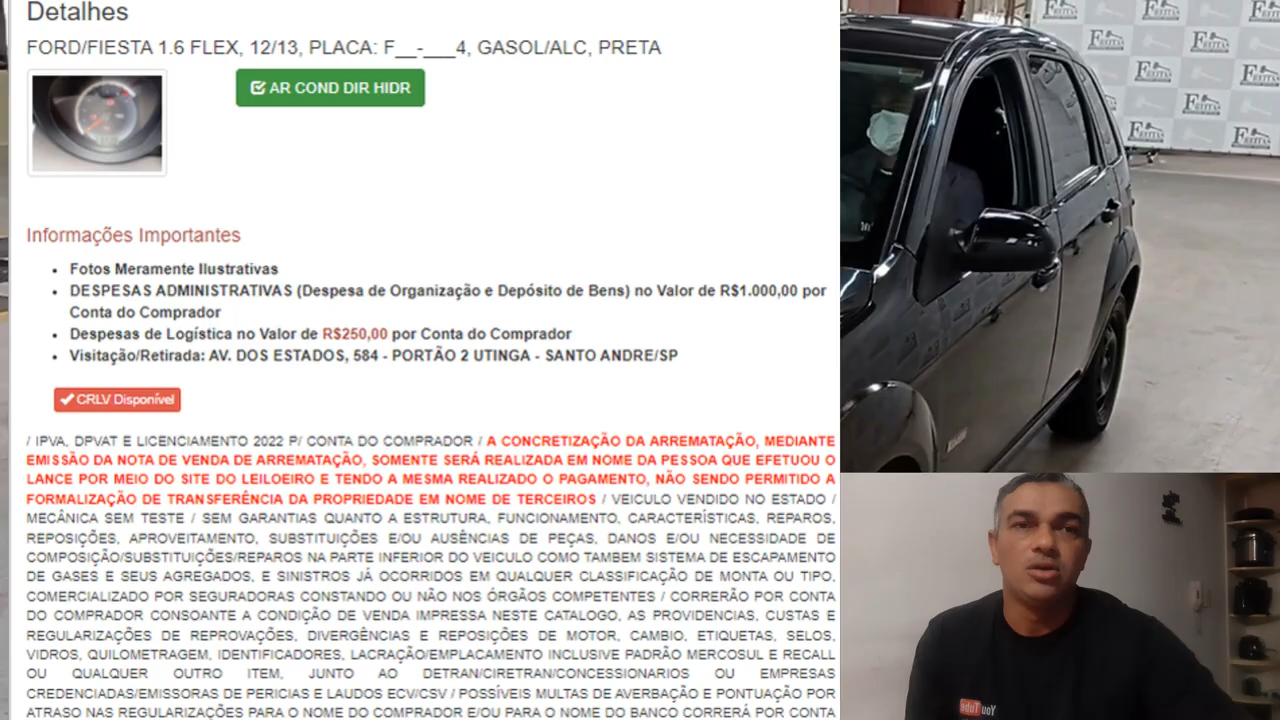 Detalhes
FORD/FIESTA 1.6 FLEX, 12/13, PLACA: F__-___4, GASOL/ALC, PRETA
AR COND DIR HIDR
Informações Importantes
Fotos Meramente Ilustrativas
DESPESAS ADMINISTRATIVAS (Despesa de Organização e Depósito de Bens) no Valor de R$1.000,00 por
Conta do Comprador
Despesas de Logística no Valor de R$250,00 por Conta do Comprador
Visitação/Retirada: AV. DOS ESTADOS, 584 - PORTÃO 2 UTINGA - SANTO ANDRE/SP
CRLV Disponível
/ IPVA, DPVAT E LICENCIAMENTO 2022 P/ CONTA DO COMPRADOR / A CONCRETIZAÇÃO DA ARREMATAÇÃO, MEDIANTE
EMISSÃO DA NOTA DE VENDA DE ARREMATAÇÃO, SOMENTE SERÁ REALIZADA EM NOME DA PESSOA QUE EFETUOU O
LANCE POR MEIO DO SITE DO LEILOEIRO E TENDO A MESMA REALIZADO O PAGAMENTO, NÃO SENDO PERMITIDO A
FORMALIZAÇÃO DE TRANSFERÊNCIA DA PROPRIEDADE EM NOME DE TERCEIROS / VEICULO VENDIDO NO ESTADO /
MECÂNICA SEM TESTE / SEM GARANTIAS QUANTO A ESTRUTURA, FUNCIONAMENTO, CARACTERÍSTICAS, REPAROS,
REPOSIÇÕES, APROVEITAMENTO, SUBSTITUIÇÕES E/OU AUSÊNCIAS DE PEÇAS, DANOS E/OU NECESSIDADE DE
COMPOSIÇÃO/SUBSTITUIÇÕES/REPAROS NA PARTE INFERIOR DO VEICULO COMO TAMBEM SISTEMA DE ESCAPAMENTO
DE GASES E SEUS AGREGADOS, E SINISTROS JÁ OCORRIDOS EM QUALQUER CLASSIFICAÇÃO DE MONTA OU TIPO,
COMERCIALIZADO POR SEGURADORAS CONSTANDO OU NÃO NOS ÓRGÃOS COMPETENTES / CORRERÃO POR CONTA
DO COMPRADOR CONSOANTE A CONDIÇÃO DE VENDA IMPRESSA NESTE CATALOGO, AS PROVIDENCIAS, CUSTAS E
REGULARIZAÇÕES DE REPROVAÇÕES, DIVERGÊNCIAS E REPOSIÇÕES DE MOTOR, CAMBIO, ETIQUETAS, SELOS,
VIDROS, QUILOMETRAGEM, IDENTIFICADORES, LACRAÇÃO/EMPLACAMENTO INCLUSIVE PADRÃO MERCOSUL E RECALL
OU QUALQUER OUTRO ITEM, JUNTO AO DETRAN/CIRETRAN/CONCESSIONARIOS OU EMPRESAS
CREDENCIADAS/EMISSORAS DE PERICIAS E LAUDOS ECV/CSV / POSSÍVEIS MULTAS DE AVERBAÇÃO E PONTUAÇÃO POR
ATRASO NAS REGULARIZAÇÕES PARA O NOME DO COMPRADOR E/OU PARA O NOME DO BANCO CORRERÁ POR CONTA
FREITAS
FREITAS
FREITAS
FREITAS
FREITAS
FREITAS
FREITAS
YouTube